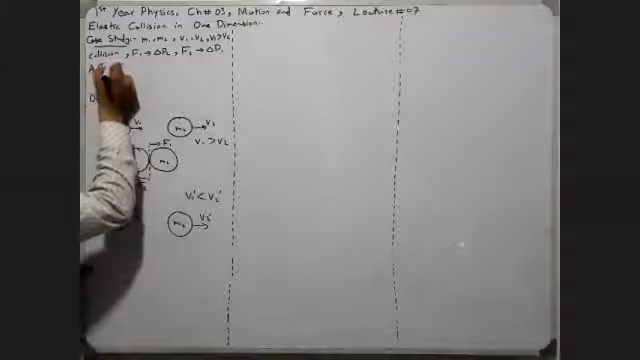 1st Year Physics, Ch# 03, Motion and Force, Lecture # 07
Elastic Collision in One Dimension:-
Case Study:- m1, m2, V1, V2, V1>V2
Collision, F1 → ΔP2, F2 → ΔP1
V1
m2
V2
V1 > V2
F1
m2
V1' < V2'
m2
V2'